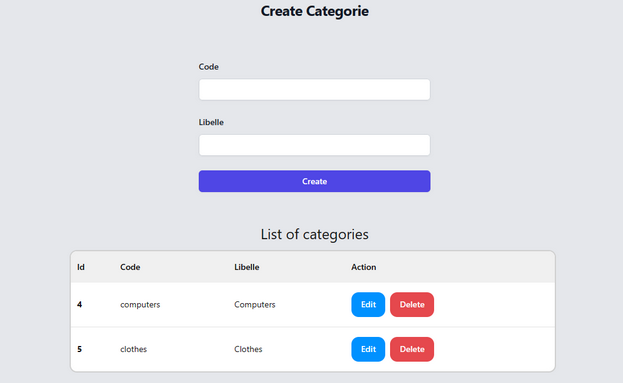 Create Categorie
Code
Libelle
Create
List of categories
Id Code Libelle Action
4 computers Computers Edit Delete
5 clothes Clothes Edit Delete